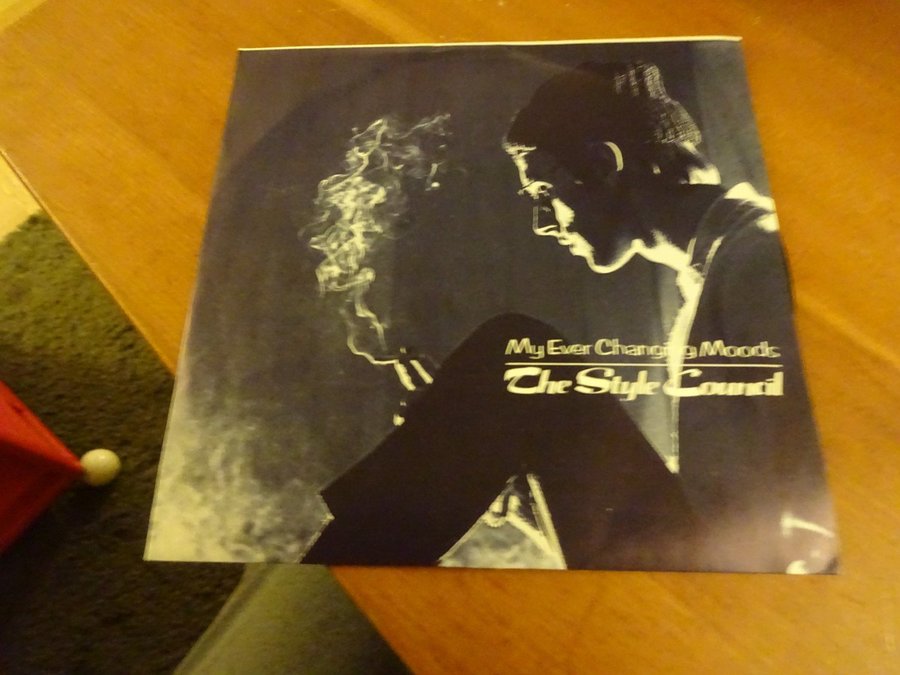 My Ever Changing Moods
The Style Council